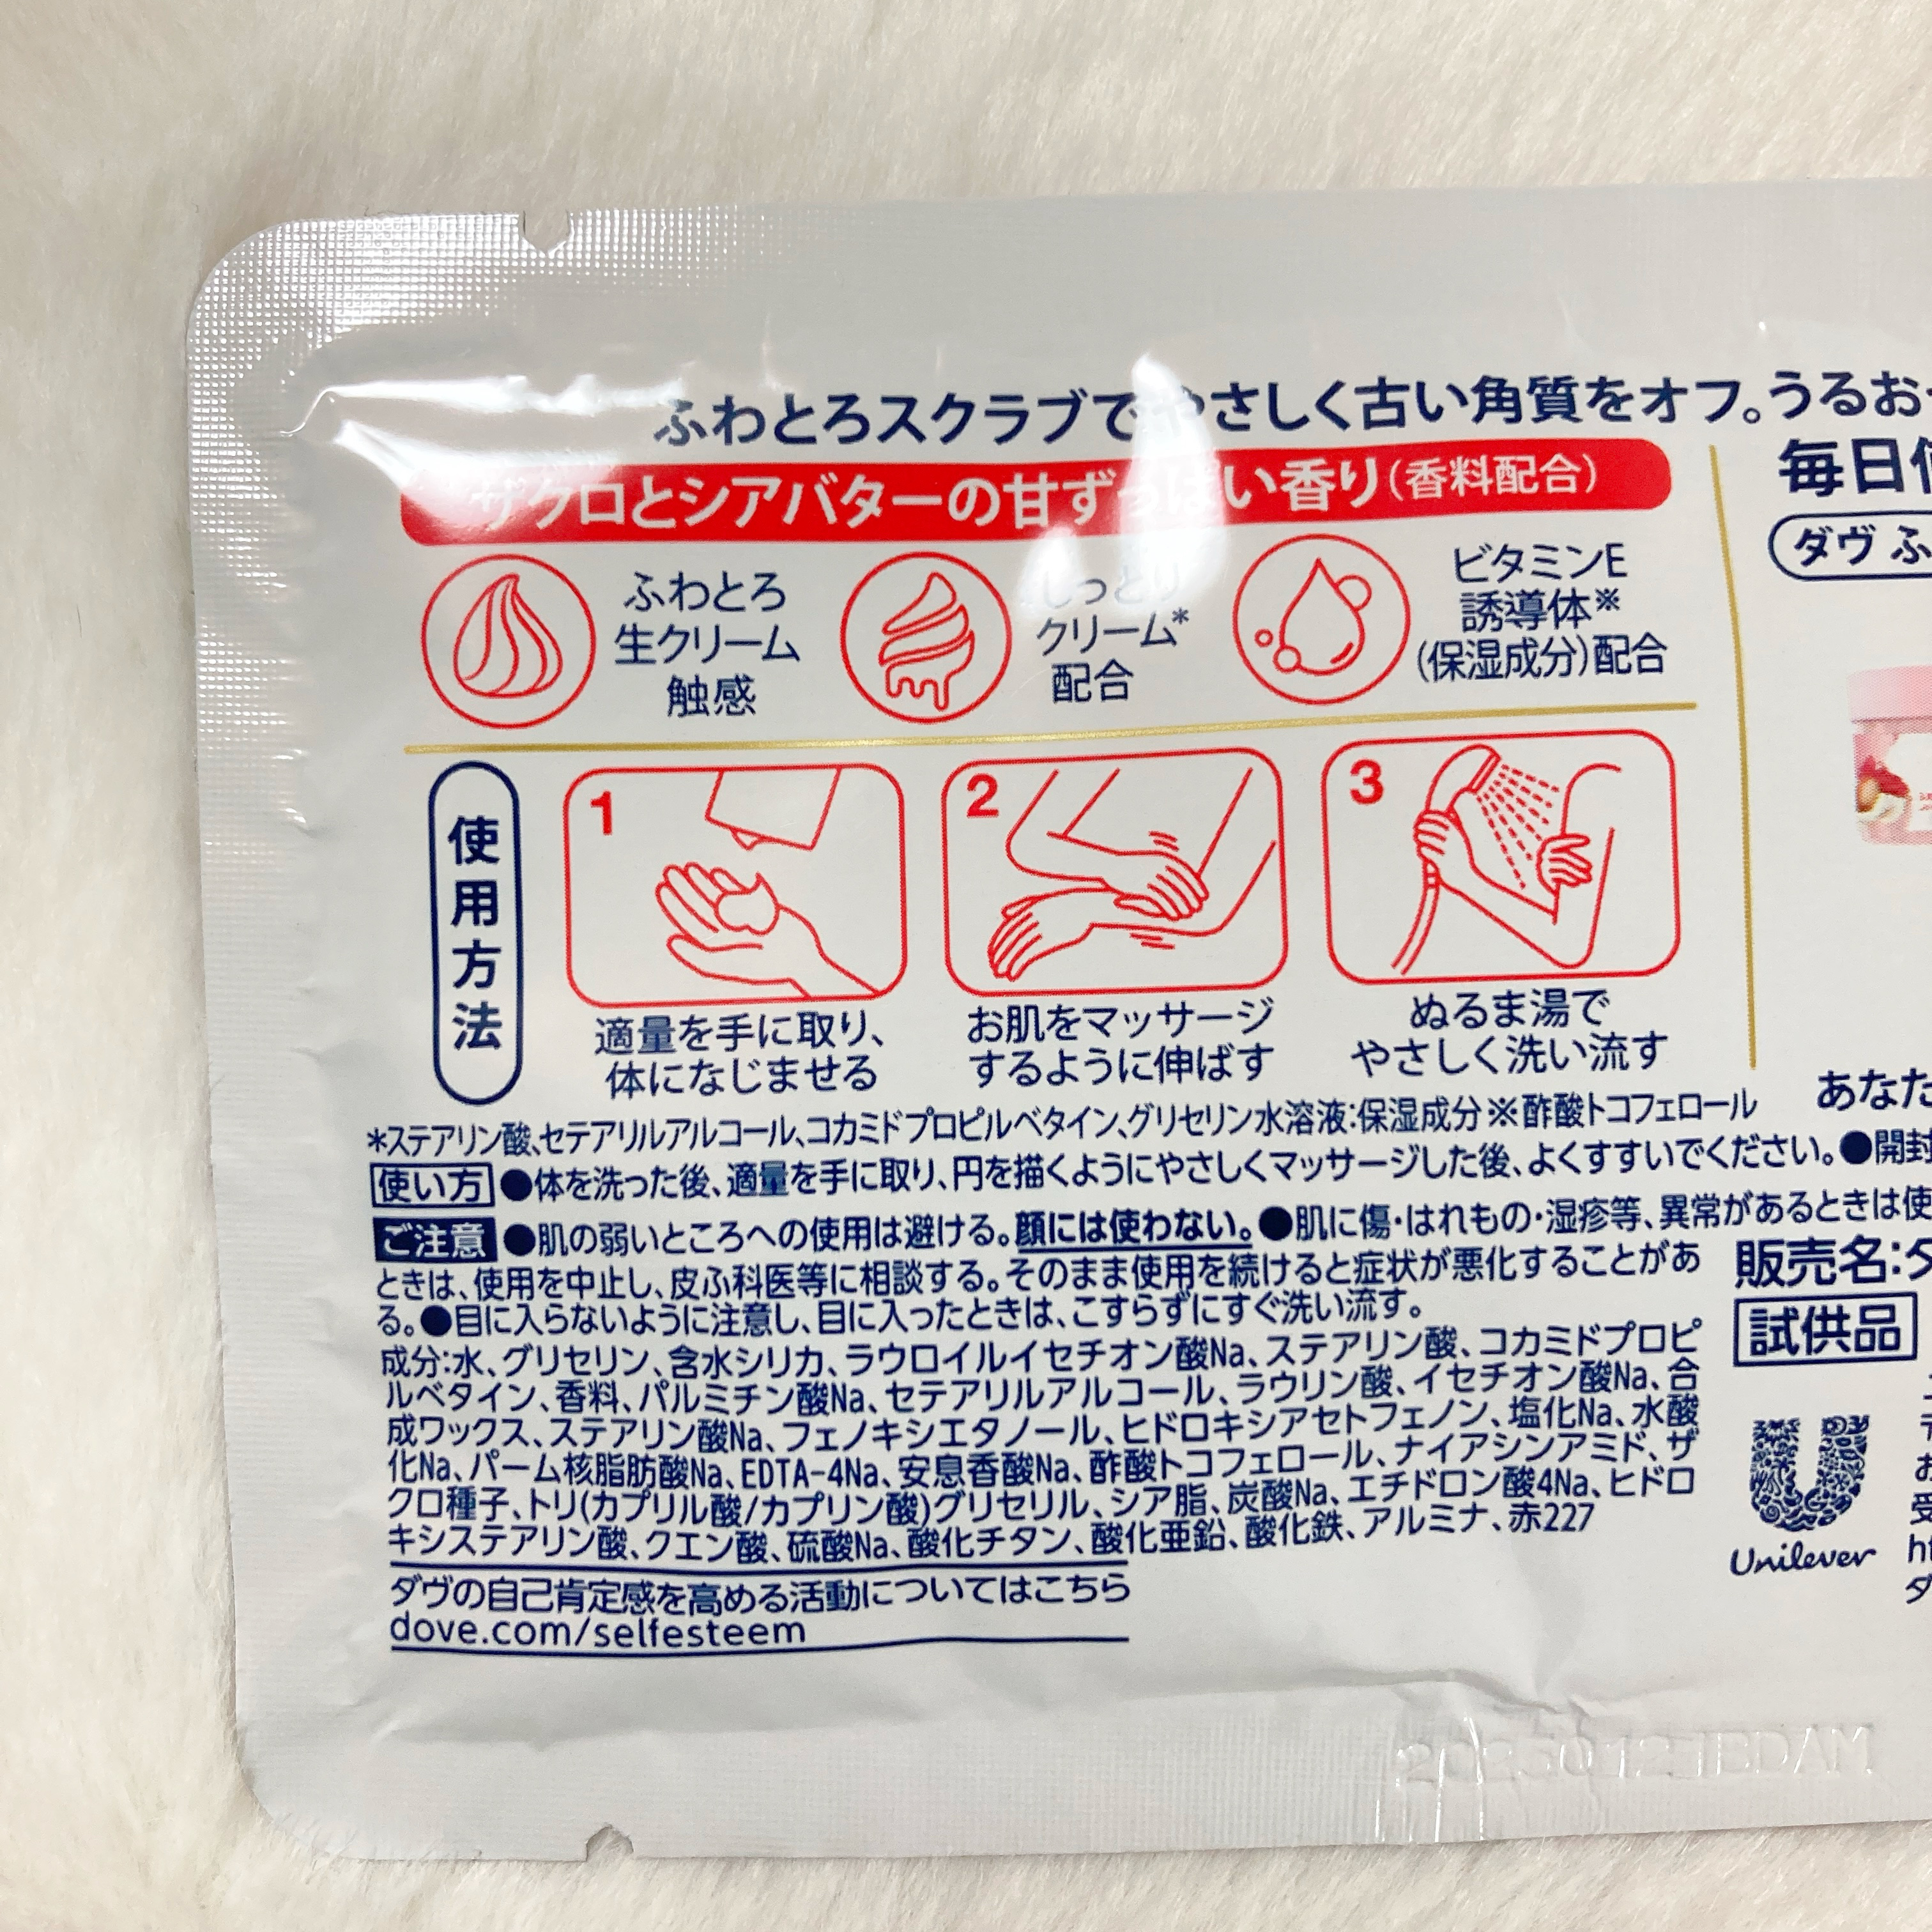 ふわとろスクラブでやさしく古い角質をオフ。うるお
ザクロとシアバターの甘ずっぱい香り(香料配合)
ふわとろ
生クリーム
触感
しっとり
クリーム*
配合
ビタミンE
誘導体※
(保湿成分)配合
毎日
ダヴ ふ
使用方法
1
適量を手に取り、
体になじませる
2
お肌をマッサージ
するように伸ばす
3
ぬるま湯で
やさしく洗い流す
あなた
*ステアリン酸、セテアリルアルコール、コカミドプロピルベタイン、グリセリン水溶液:保湿成分 ※酢酸トコフェロール
使い方 ●体を洗った後、適量を手に取り、円を描くようにやさしくマッサージした後、よくすすいでください。●開封
ご注意 ●肌の弱いところへの使用は避ける。顔には使わない。●肌に傷・はれもの・湿疹等、異常があるときは使
ときは、使用を中止し、皮ふ科医等に相談する。そのまま使用を続けると症状が悪化することがあ
る。●目に入らないように注意し、目に入ったときは、こすらずにすぐ洗い流す。
成分:水、グリセリン、含水シリカ、ラウロイルイセチオン酸Na、ステアリン酸、コカミドプロピ
ルベタイン、香料、パルミチン酸Na、セテアリルアルコール、ラウリン酸、イセチオン酸Na、合
成ワックス、ステアリン酸Na、フェノキシエタノール、ヒドロキシアセトフェノン、塩化Na、水酸
化Na、パーム核脂肪酸Na、EDTA-4Na、安息香酸Na、酢酸トコフェロール、ナイアシンアミド、ザ
クロ種子、トリ(カプリル酸/カプリン酸)グリセリル、シア脂、炭酸Na、エチドロン酸4Na、ヒドロ
キシステアリン酸、クエン酸、硫酸Na、酸化チタン、酸化亜鉛、酸化鉄、アルミナ、赤227
ダヴの自己肯定感を高める活動についてはこちら
dove.com/selfesteem
販売名:ダ
試供品
Unilever
お
受
ht
ダ